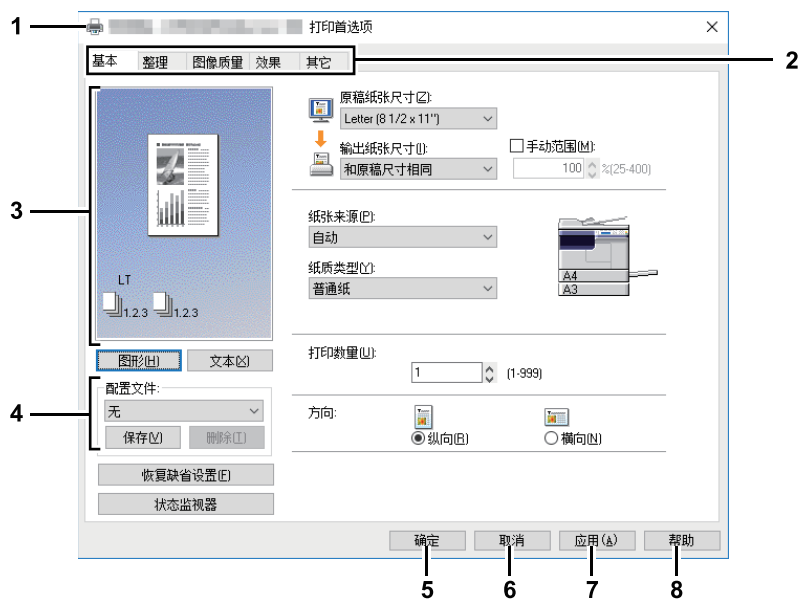 1
打印首选项
基本 整理 图像质量 效果 其它
2
3
LT
1.2.3 1.2.3
图形(H) 文本(X)
4
配置文件:
无
保存(V) 删除(T)
恢复缺省设置(F)
状态监视器
原稿纸张尺寸(Z):
Letter (8 1/2 x 11")
输出纸张尺寸(I):
和原稿尺寸相同
手动范围(M):
100 %(25-400)
纸张来源(P):
自动
纸质类型(Y):
普通纸
A4
A3
打印数量(U):
1 (1-999)
方向:
纵向(R) 横向(N)
确定 取消 应用(A) 帮助
5 6 7 8